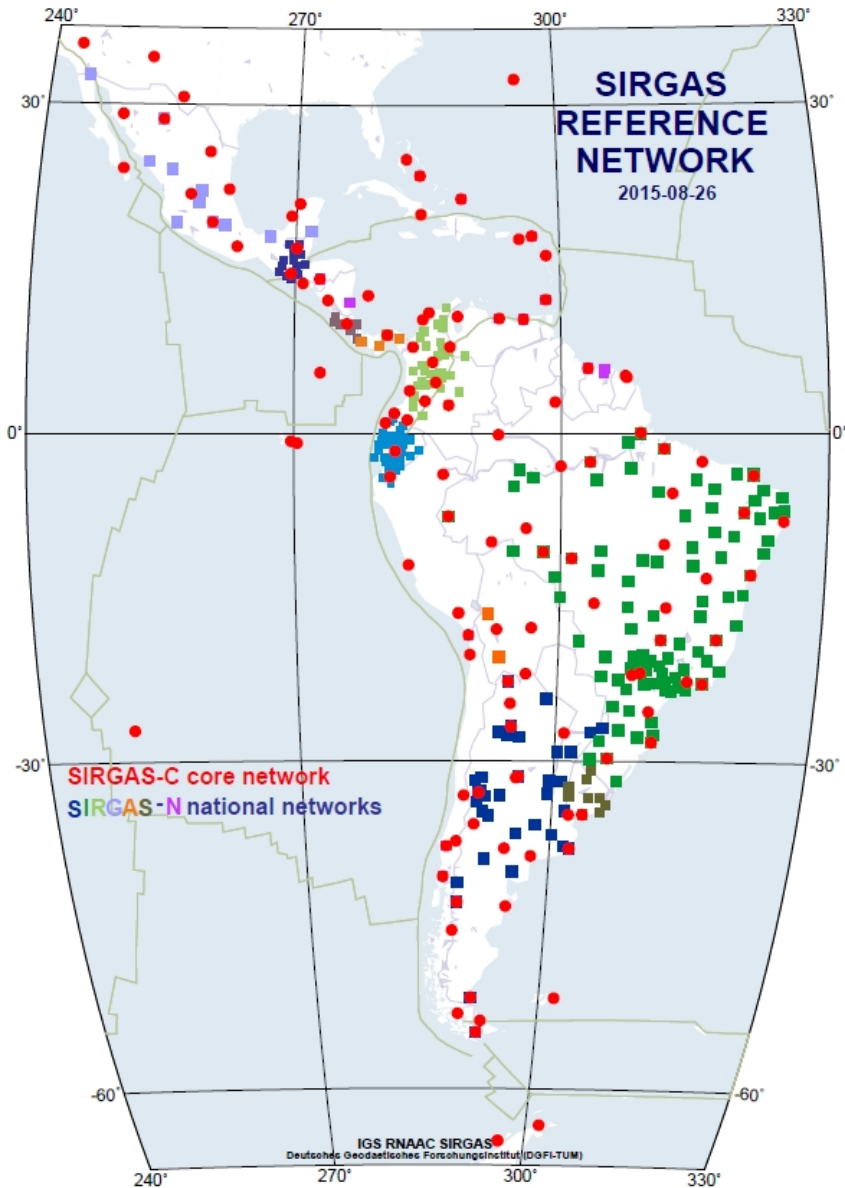 240° 270° 300° 330°
SIRGAS
REFERENCE
NETWORK
2015-08-26
30° 30°
0° 0°
-30° -30°
SIRGAS-C core network
SIRGAS-N national networks
-60° -60°
IGS RNAAC SIRGAS
Deutsches Geodaetisches Forschungsinstitut (DGFI-TUM)
240° 270° 300° 330°